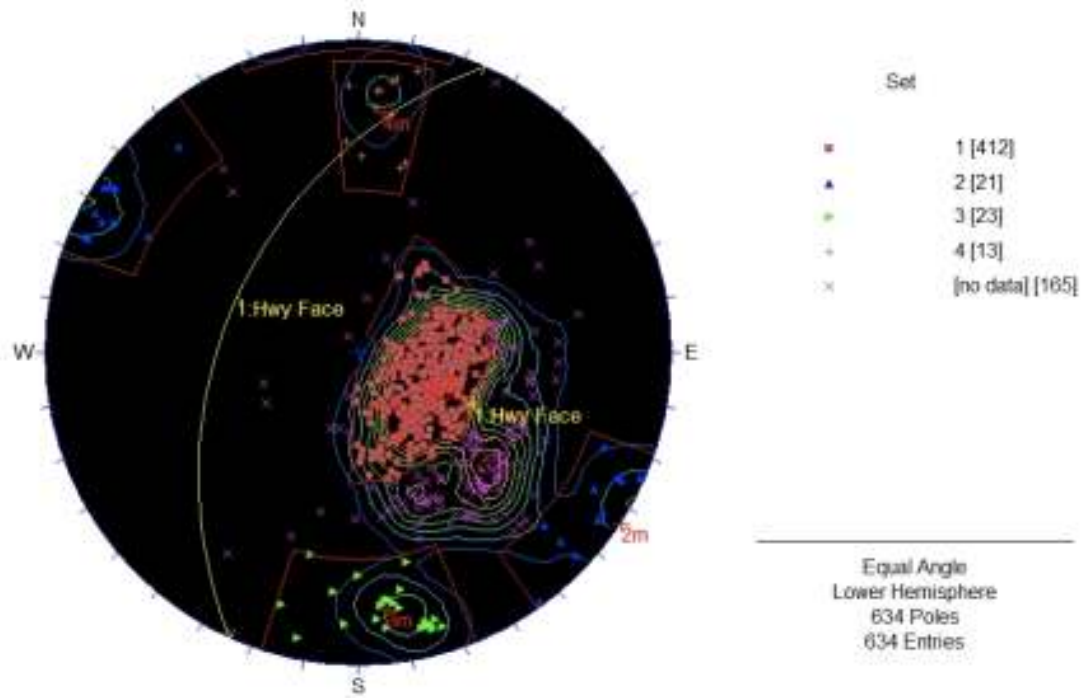 N
Set
1 [412]
2 [21]
3 [23]
4 [13]
[no data] [165]
1:Hwy Face
W
E
1:Hwy Face
2m
Equal Angle
Lower Hemisphere
634 Poles
634 Entries
S